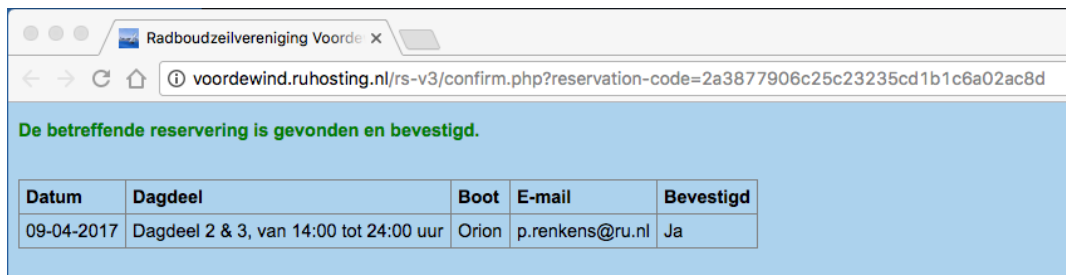 Radboudzeilvereniging Voorde
voordewind.ruhosting.nl/rs-v3/confirm.php?reservation-code=2a3877906c25c23235cd1b1c6a02ac8d
De betreffende reservering is gevonden en bevestigd.
Datum Dagdeel Boot E-mail Bevestigd
09-04-2017 Dagdeel 2 & 3, van 14:00 tot 24:00 uur Orion p.renkens@ru.nl Ja